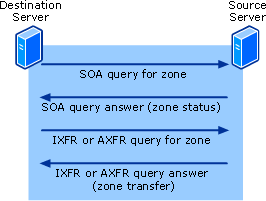 Destination
Server
Source
Server
SOA query for zone
SOA query answer (zone status)
IXFR or AXFR query for zone
IXFR or AXFR query answer
(zone transfer)